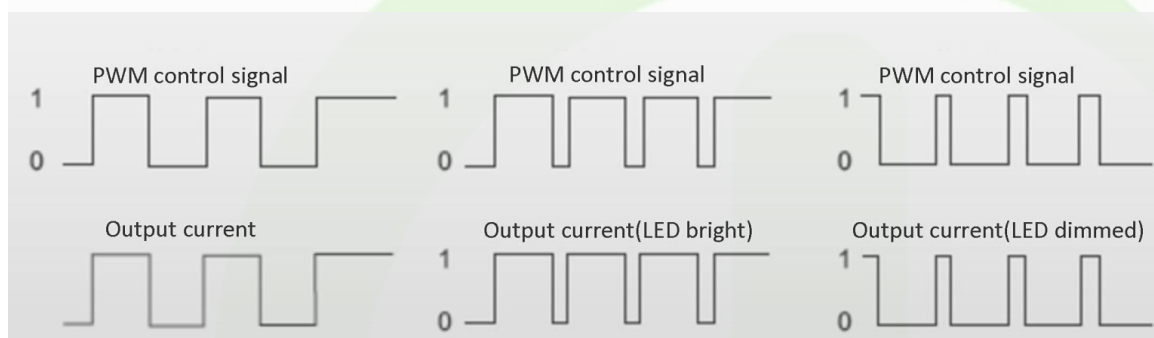 PWM control signal
PWM control signal
PWM control signal
1
1
1
0
0
0
Output current
Output current(LED bright)
Output current(LED dimmed)
1
1
0
0